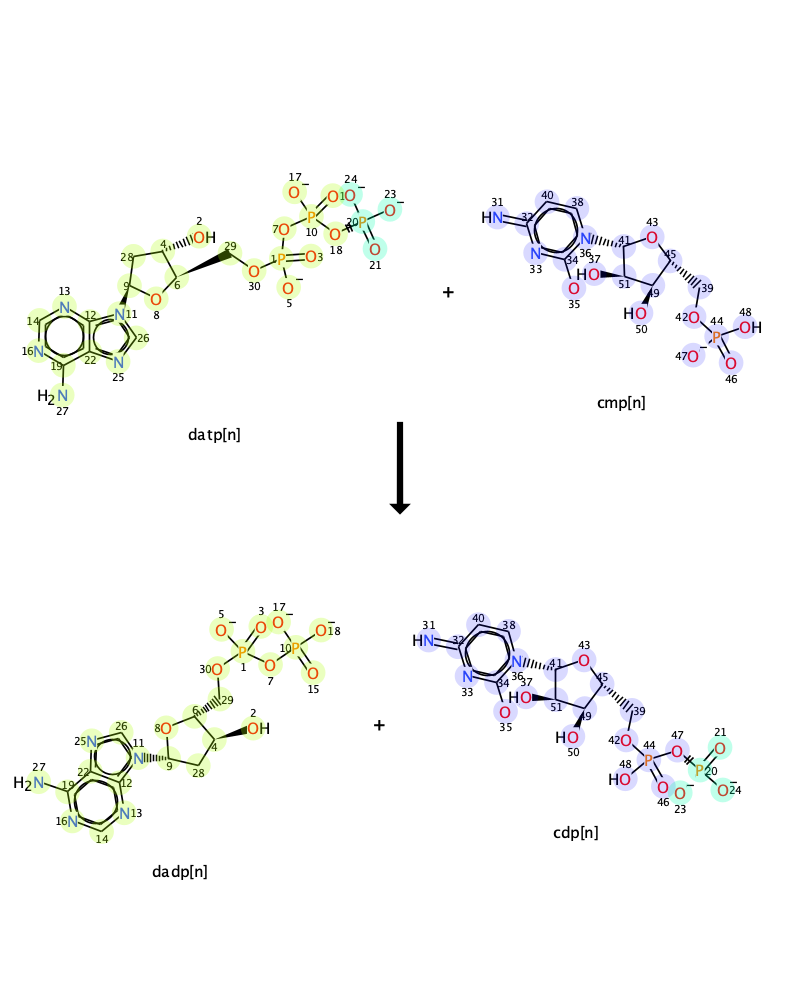 datp[n]
+
cmp[n]
dadp[n]
+
cdp[n]
17
O−
24
O−
23
O−
O
P
10
P
20
7
O
O
18
O
21
2
OH
4
28
29
1
P
O3
O
30
O−
5
6
9
O
8
13
N
12
N
11
14
16
N
19
22
26
N
25
H2N
27
31
HN
40
38
32
N
33
N
36
34
37
HO
O
35
41
O
43
45
51
49
39
HO
50
42
O
44
P
48
OH
47
O−
O
46
5
O−
3
O
17
O−
O−
18
P
1
10
P
O
7
O
15
30
O
29
6
2
OH
8
O
4
9
28
26
25
N
11
N
27
H2N
22
19
12
16
N
N
13
14
31
HN
40
38
32
N
33
N
36
34
37
HO
O
35
41
O
43
45
51
49
39
HO
50
42
O
44
P
47
O
21
O
P
20
48
HO
O
46
O−
23
O−
24